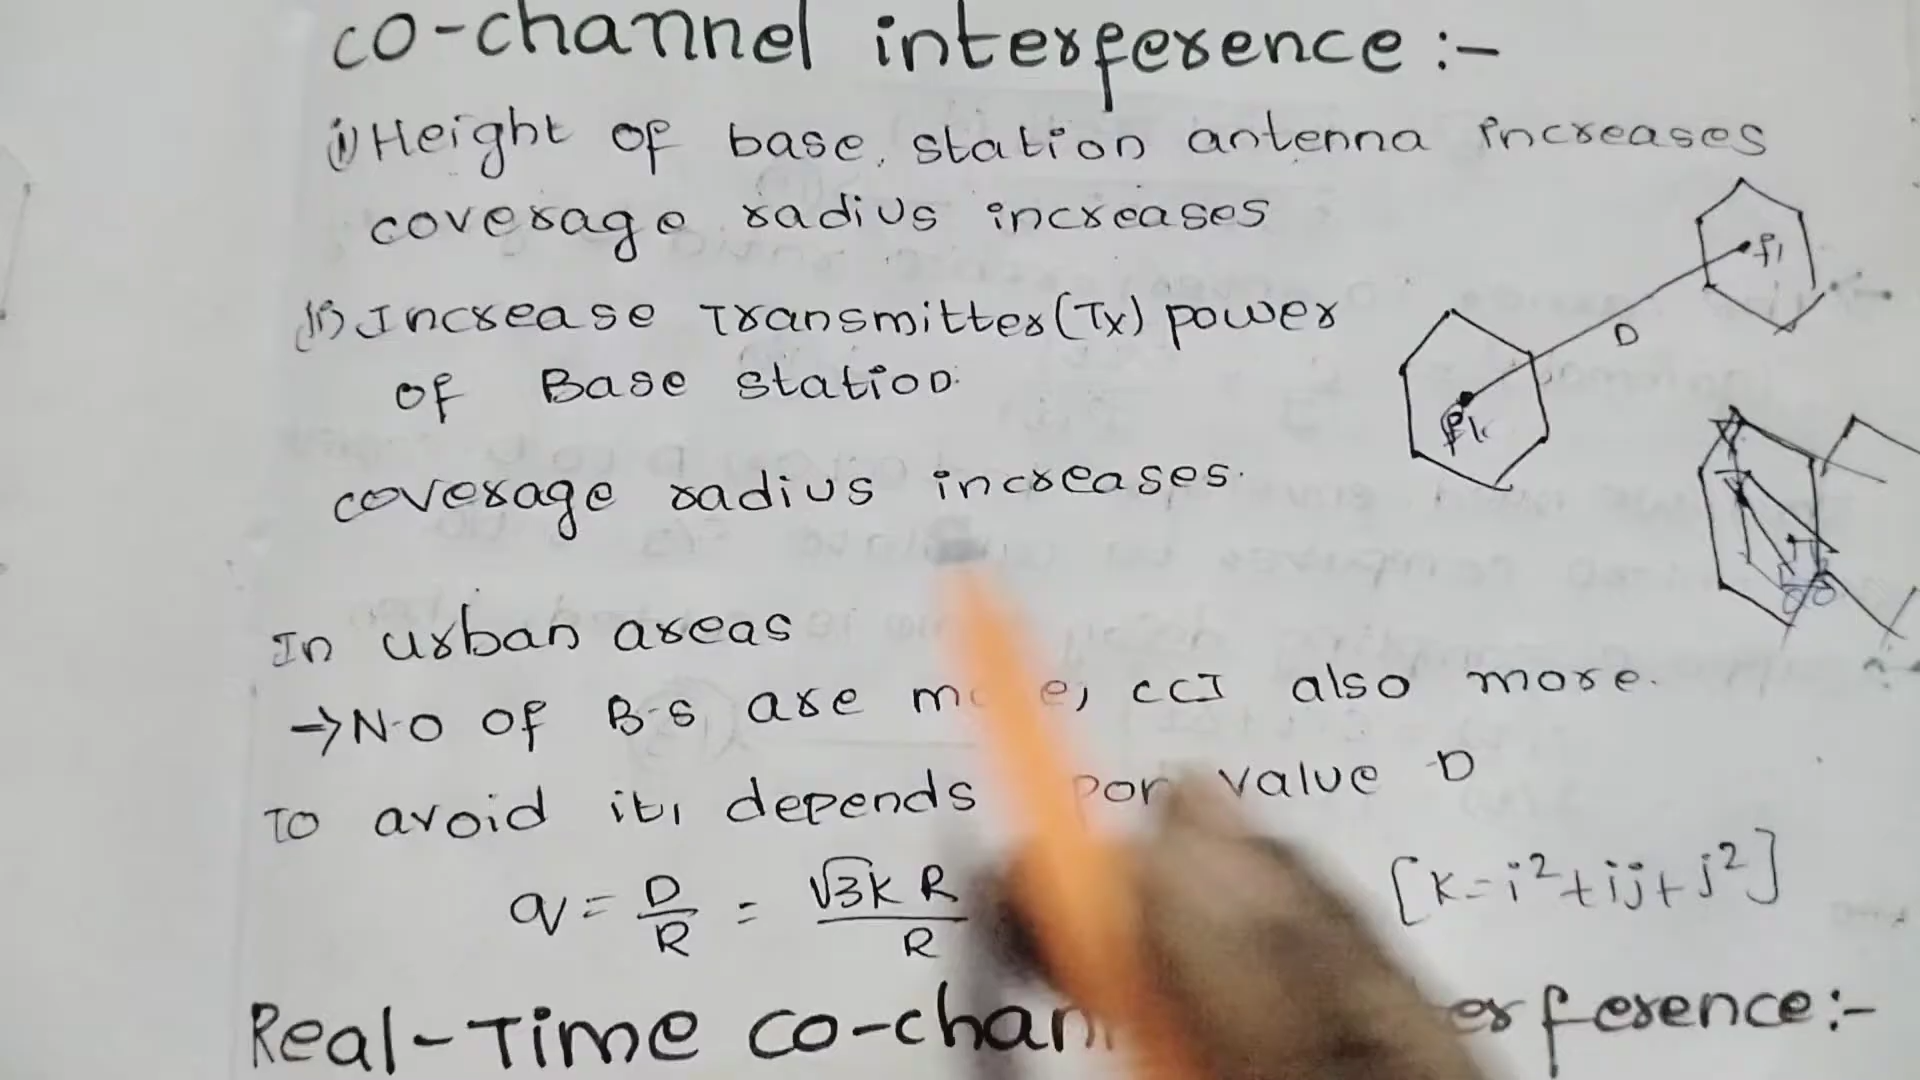 co-channel interference:-
i) Height of base station antenna increases
coverage radius increases
ii) Increase Transmitter (Tx) power
of Base station.
coverage radius increases.
f1
D
f1
In urban areas
→ N.O of B.S are more, CCI also more.
To avoid it, depends value D
q = D/R = √3K R / R
[K = i² + ij + j²]
Real-Time co-chan erference:-